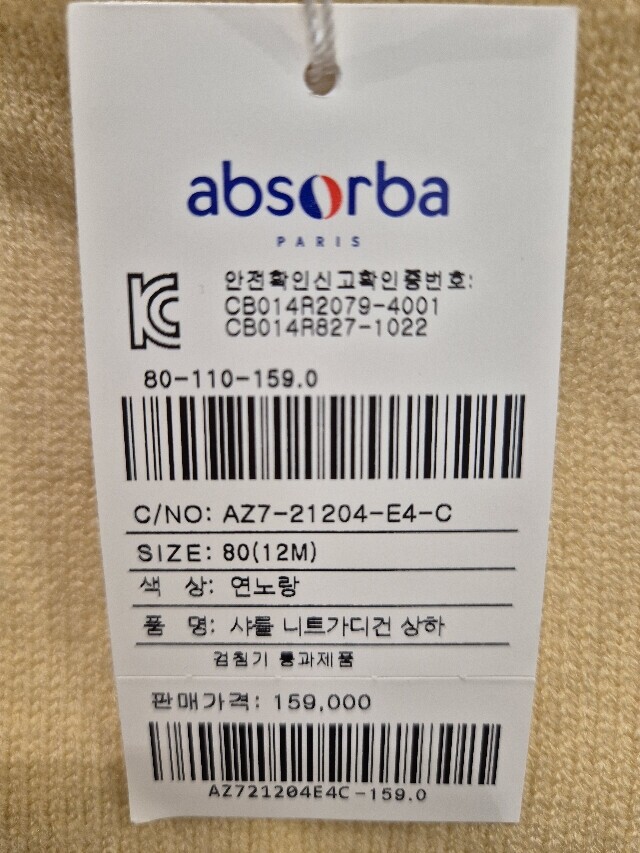 absorba
PARIS
안전확인신고확인증번호:
CB014R2079-4001
CB014R827-1022
80-110-159.0
C/NO: AZ7-21204-E4-C
SIZE: 80(12M)
색 상: 연노랑
품 명: 샤를 니트가디건 상하
검침기 통과제품
판매가격: 159,000
AZ721204E4C-159.0